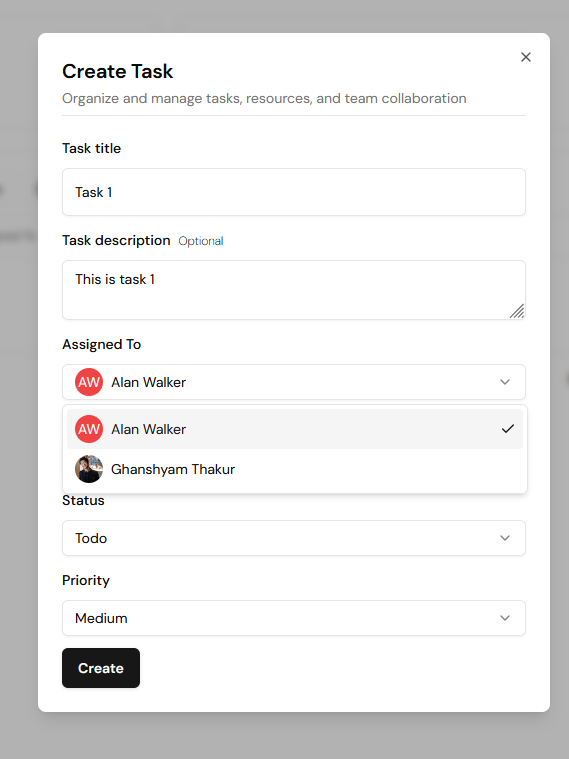 Create Task
Organize and manage tasks, resources, and team collaboration
Task title
Task 1
Task description Optional
This is task 1
Assigned To
AW Alan Walker
AW Alan Walker
Ghanshyam Thakur
Status
Todo
Priority
Medium
Create